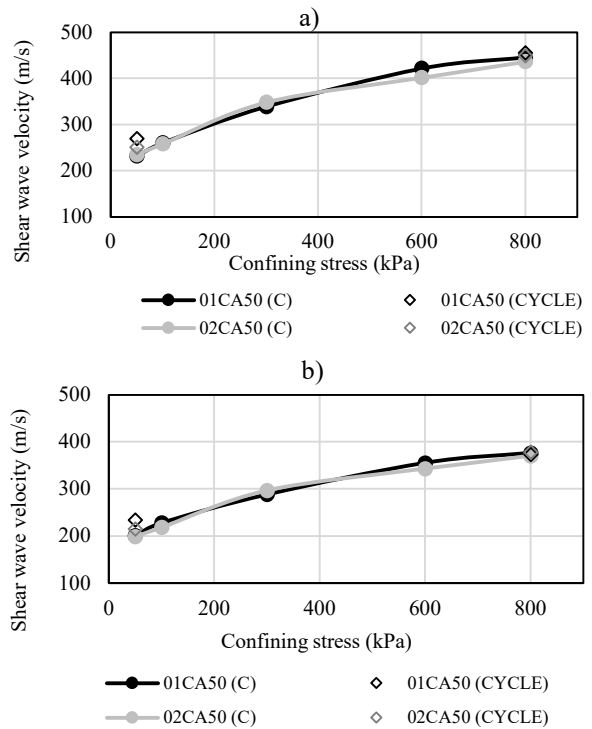 a)
500
400
300
200
100
0
200
400
600
800
Shear wave velocity (m/s)
Confining stress (kPa)
01CA50 (C)
01CA50 (CYCLE)
02CA50 (C)
02CA50 (CYCLE)
b)
500
400
300
200
100
0
200
400
600
800
Shear wave velocity (m/s)
Confining stress (kPa)
01CA50 (C)
01CA50 (CYCLE)
02CA50 (C)
02CA50 (CYCLE)